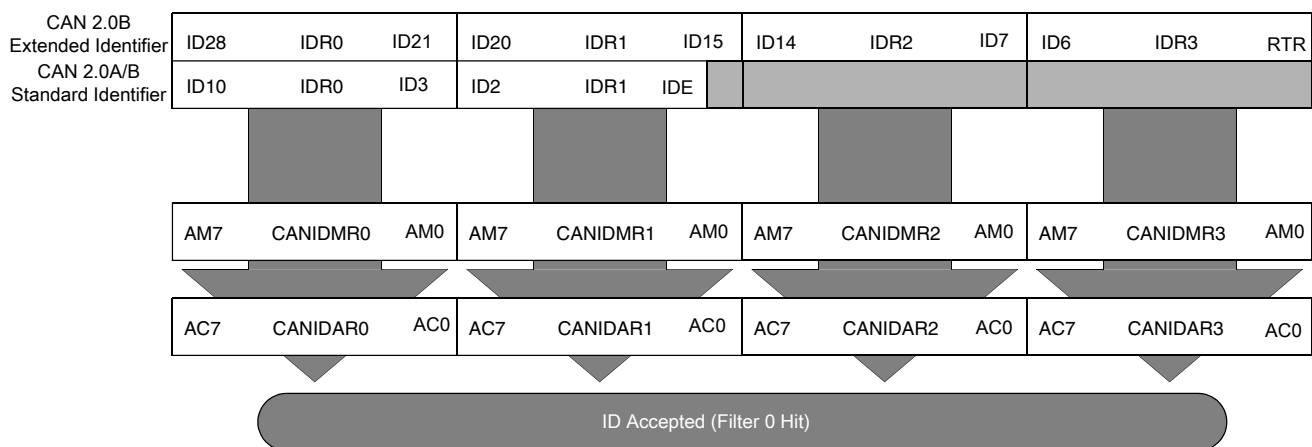 CAN 2.0B
Extended Identifier
ID28 IDR0 ID21 ID20 IDR1 ID15 ID14 IDR2 ID7 ID6 IDR3 RTR
CAN 2.0A/B
Standard Identifier
ID10 IDR0 ID3 ID2 IDR1 IDE
AM7 CANIDMR0 AM0 AM7 CANIDMR1 AM0 AM7 CANIDMR2 AM0 AM7 CANIDMR3 AM0
AC7 CANIDAR0 AC0 AC7 CANIDAR1 AC0 AC7 CANIDAR2 AC0 AC7 CANIDAR3 AC0
ID Accepted (Filter 0 Hit)